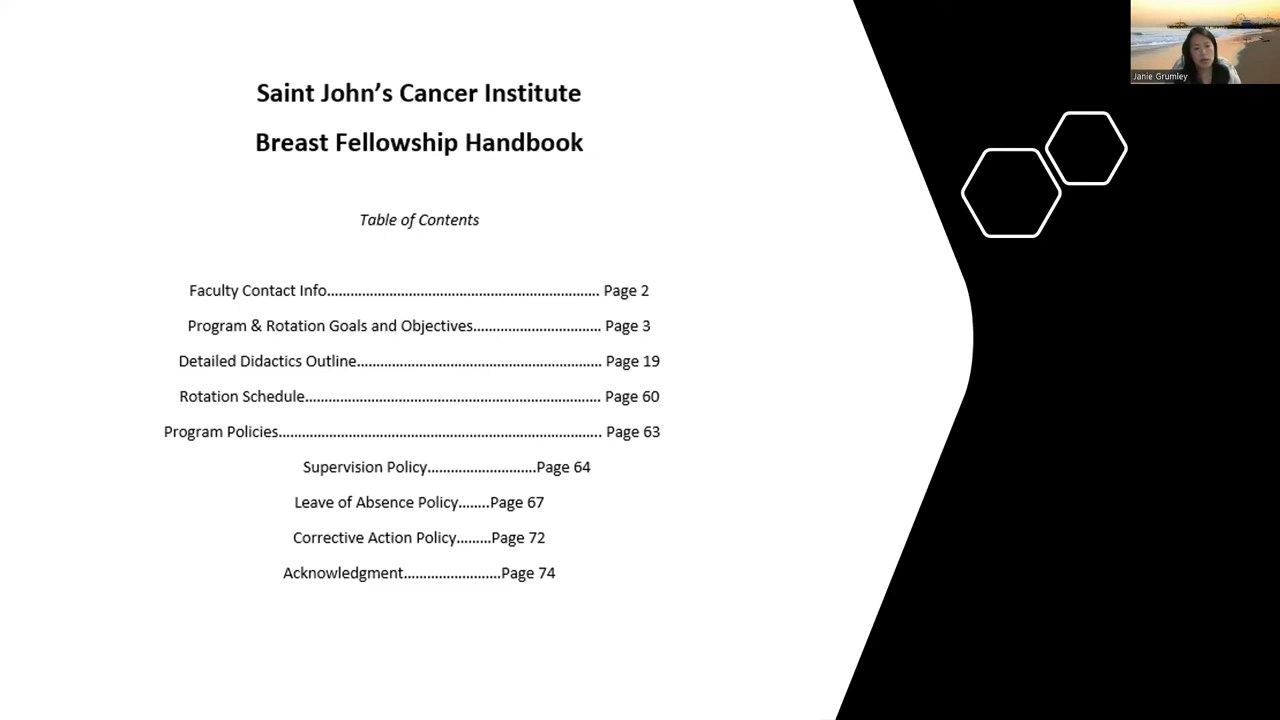 Saint John's Cancer Institute
Breast Fellowship Handbook
Table of Contents
Faculty Contact Info.................................................................. Page 2
Program & Rotation Goals and Objectives............................... Page 3
Detailed Didactics Outline............................................................ Page 19
Rotation Schedule........................................................................ Page 60
Program Policies............................................................................... Page 63
Supervision Policy...........................Page 64
Leave of Absence Policy........Page 67
Corrective Action Policy.........Page 72
Acknowledgment........................Page 74
Janie Grumley